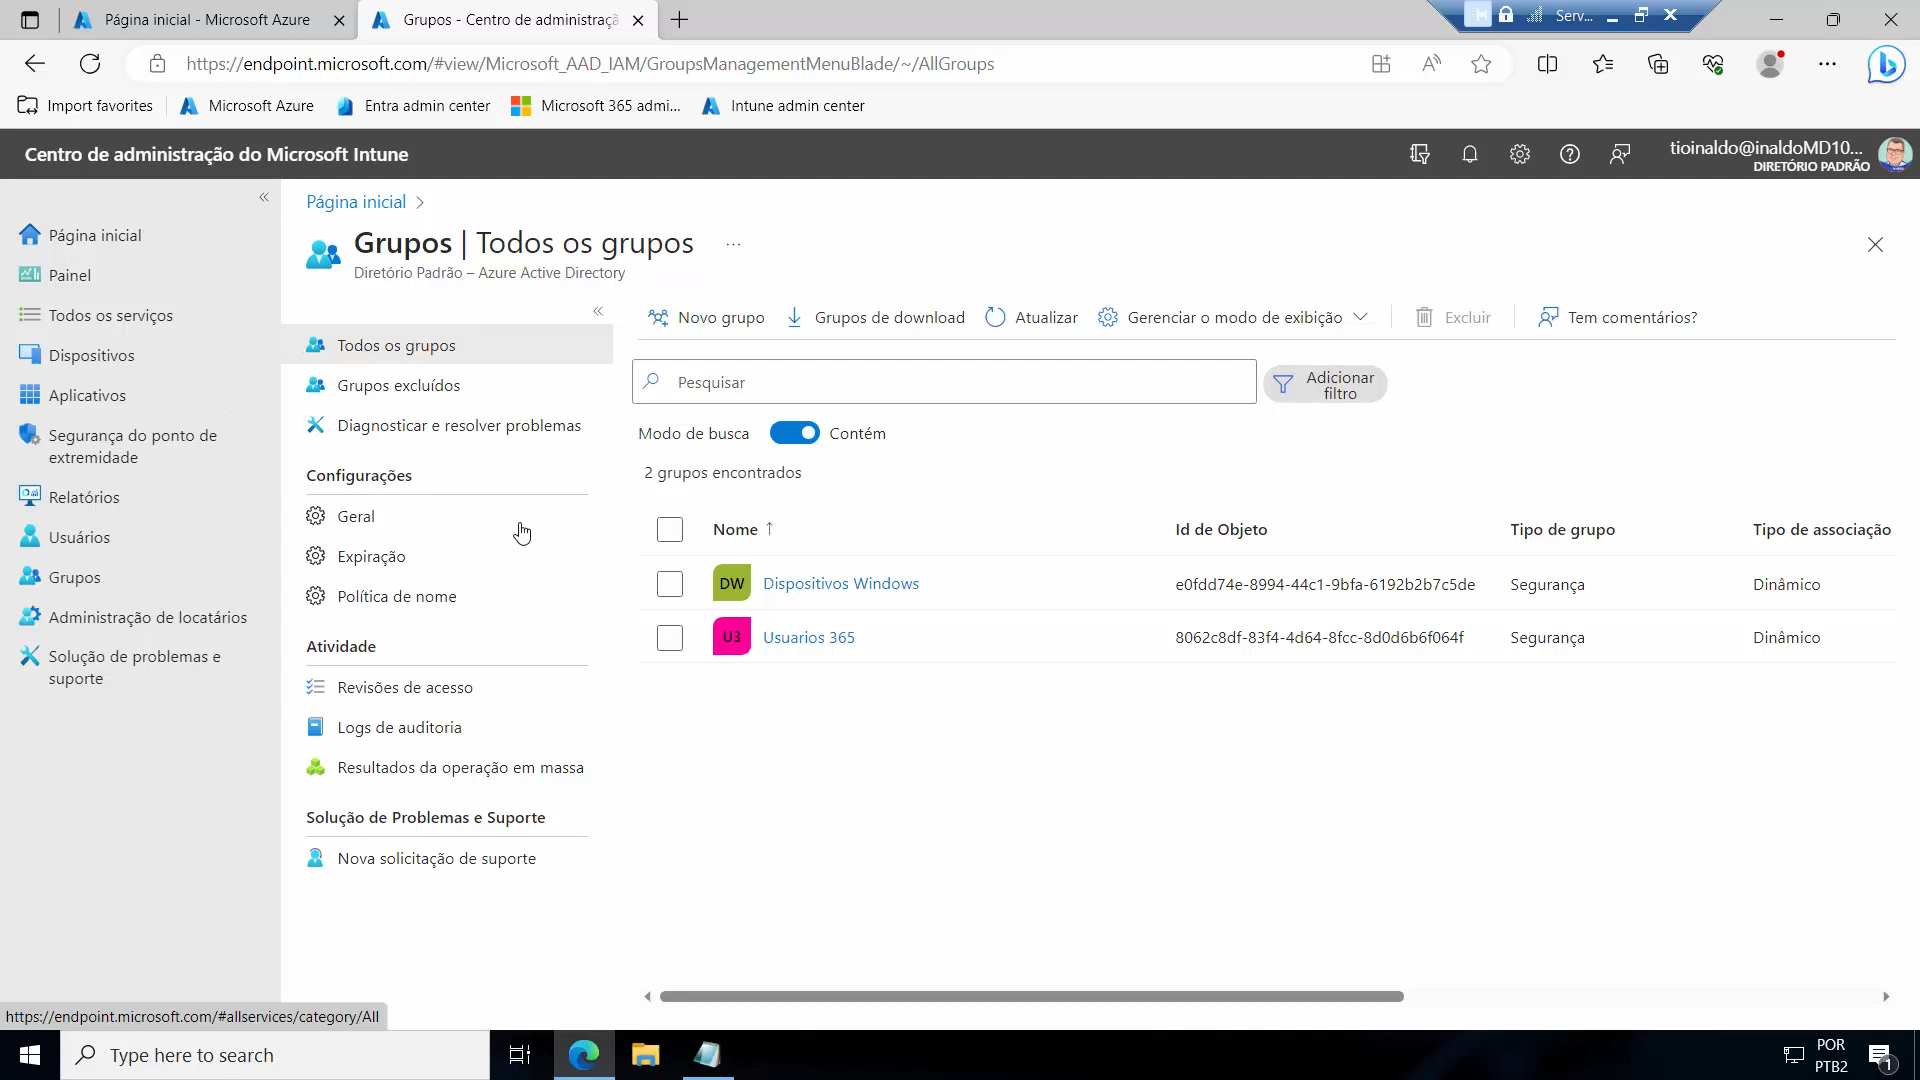 Página inicial - Microsoft Azure
Grupos - Centro de administraçã
Serv...
https://endpoint.microsoft.com/#view/Microsoft_AAD_IAM/GroupsManagementMenuBlade/~/AllGroups
Import favorites
Microsoft Azure
Entra admin center
Microsoft 365 admi...
Intune admin center
Centro de administração do Microsoft Intune
tioinaldo@inaldoMD10...
DIRETÓRIO PADRÃO
Página inicial
Painel
Todos os serviços
Dispositivos
Aplicativos
Segurança do ponto de
extremidade
Relatórios
Usuários
Grupos
Administração de locatários
Solução de problemas e
suporte
Página inicial
Grupos | Todos os grupos
Diretório Padrão – Azure Active Directory
Todos os grupos
Grupos excluídos
Diagnosticar e resolver problemas
Configurações
Geral
Expiração
Política de nome
Atividade
Revisões de acesso
Logs de auditoria
Resultados da operação em massa
Solução de Problemas e Suporte
Nova solicitação de suporte
Novo grupo
Grupos de download
Atualizar
Gerenciar o modo de exibição
Excluir
Tem comentários?
Pesquisar
Adicionar
filtro
Modo de busca
Contém
2 grupos encontrados
Nome
Id de Objeto
Tipo de grupo
Tipo de associação
DW
Dispositivos Windows
e0fdd74e-8994-44c1-9bfa-6192b2b7c5de
Segurança
Dinâmico
U3
Usuarios 365
8062c8df-83f4-4d64-8fcc-8d0d6b6f064f
Segurança
Dinâmico
https://endpoint.microsoft.com/#allservices/category/All
Type here to search
POR
PTB2
1